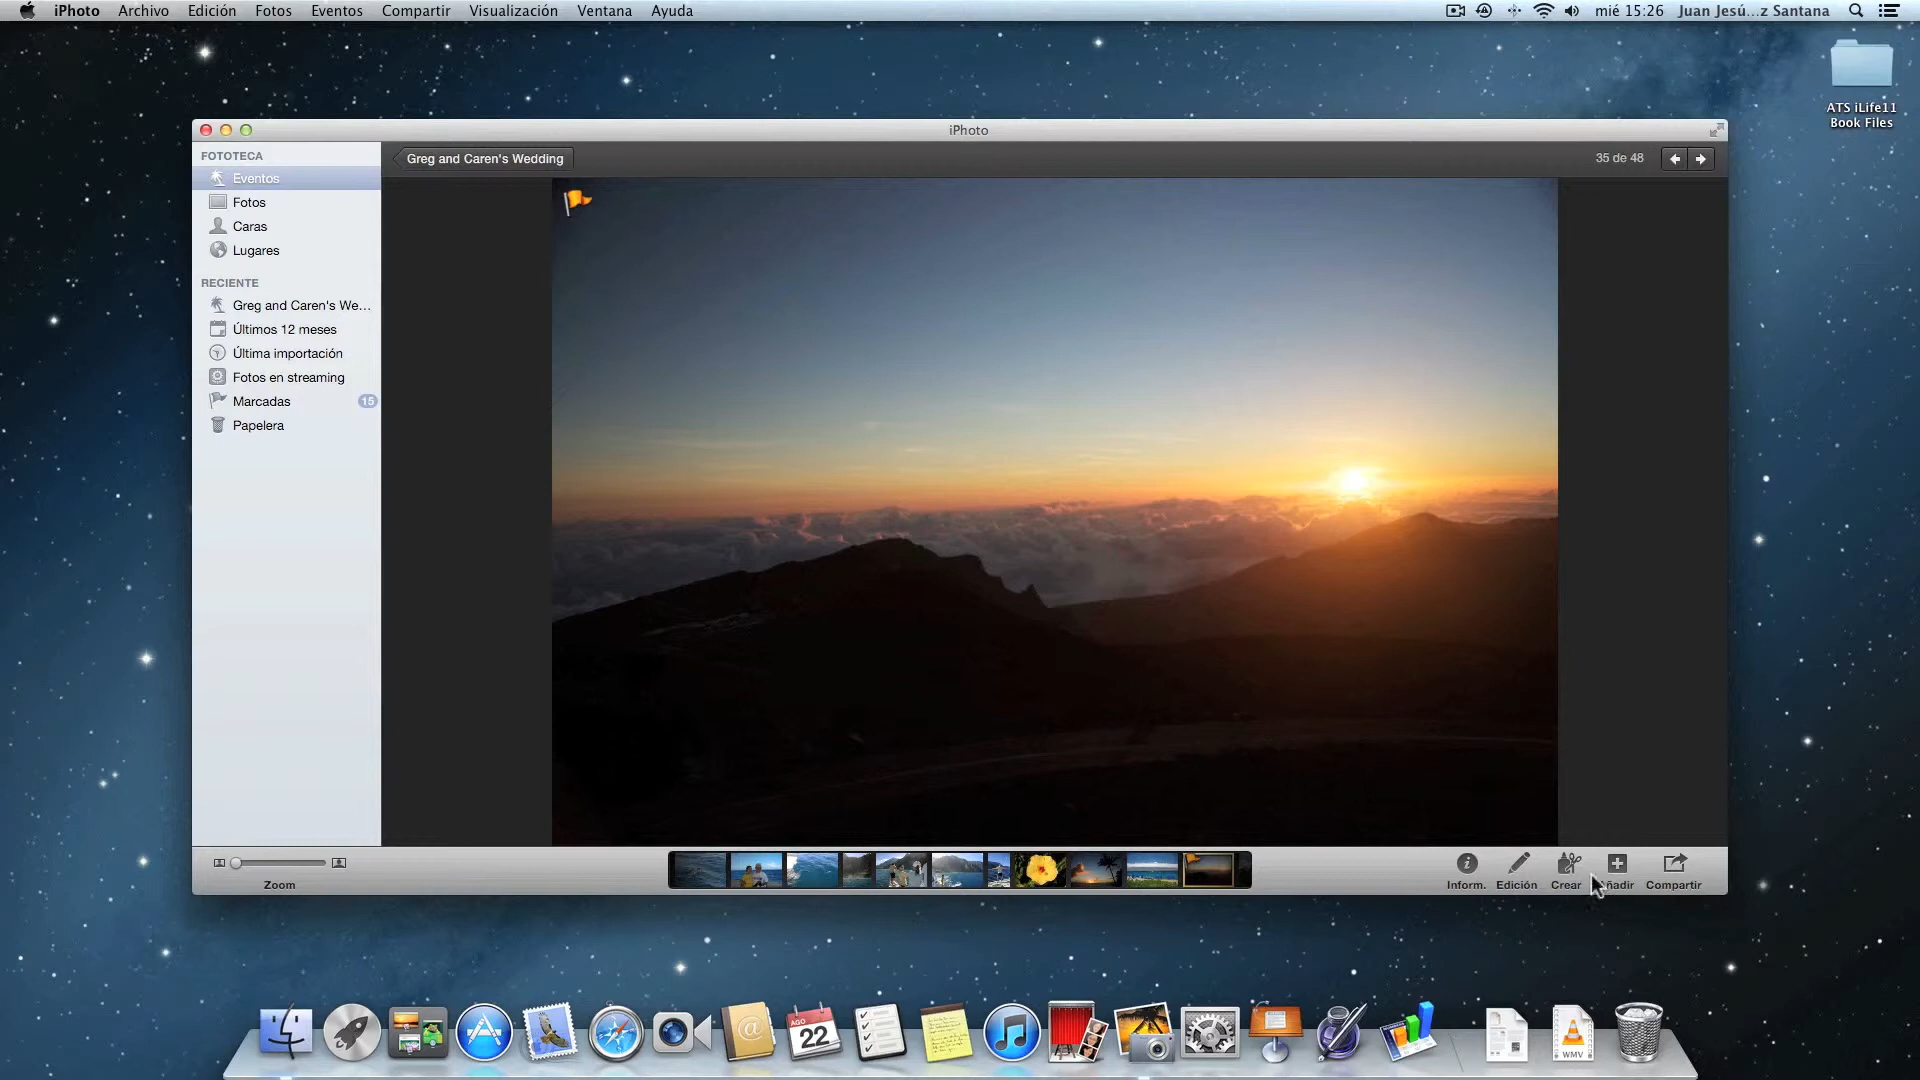 iPhoto Archivo Edición Fotos Eventos Compartir Visualización Ventana Ayuda mié 15:26 Juan Jesú...z Santana
ATS iLife11
Book Files
iPhoto
FOTOTECA
Eventos
Fotos
Caras
Lugares
RECIENTE
Greg and Caren's We...
Últimos 12 meses
Última importación
Fotos en streaming
Marcadas 15
Papelera
Greg and Caren's Wedding
35 de 48
Zoom
Inform. Edición Crear Compartir
AGO
22
WMV